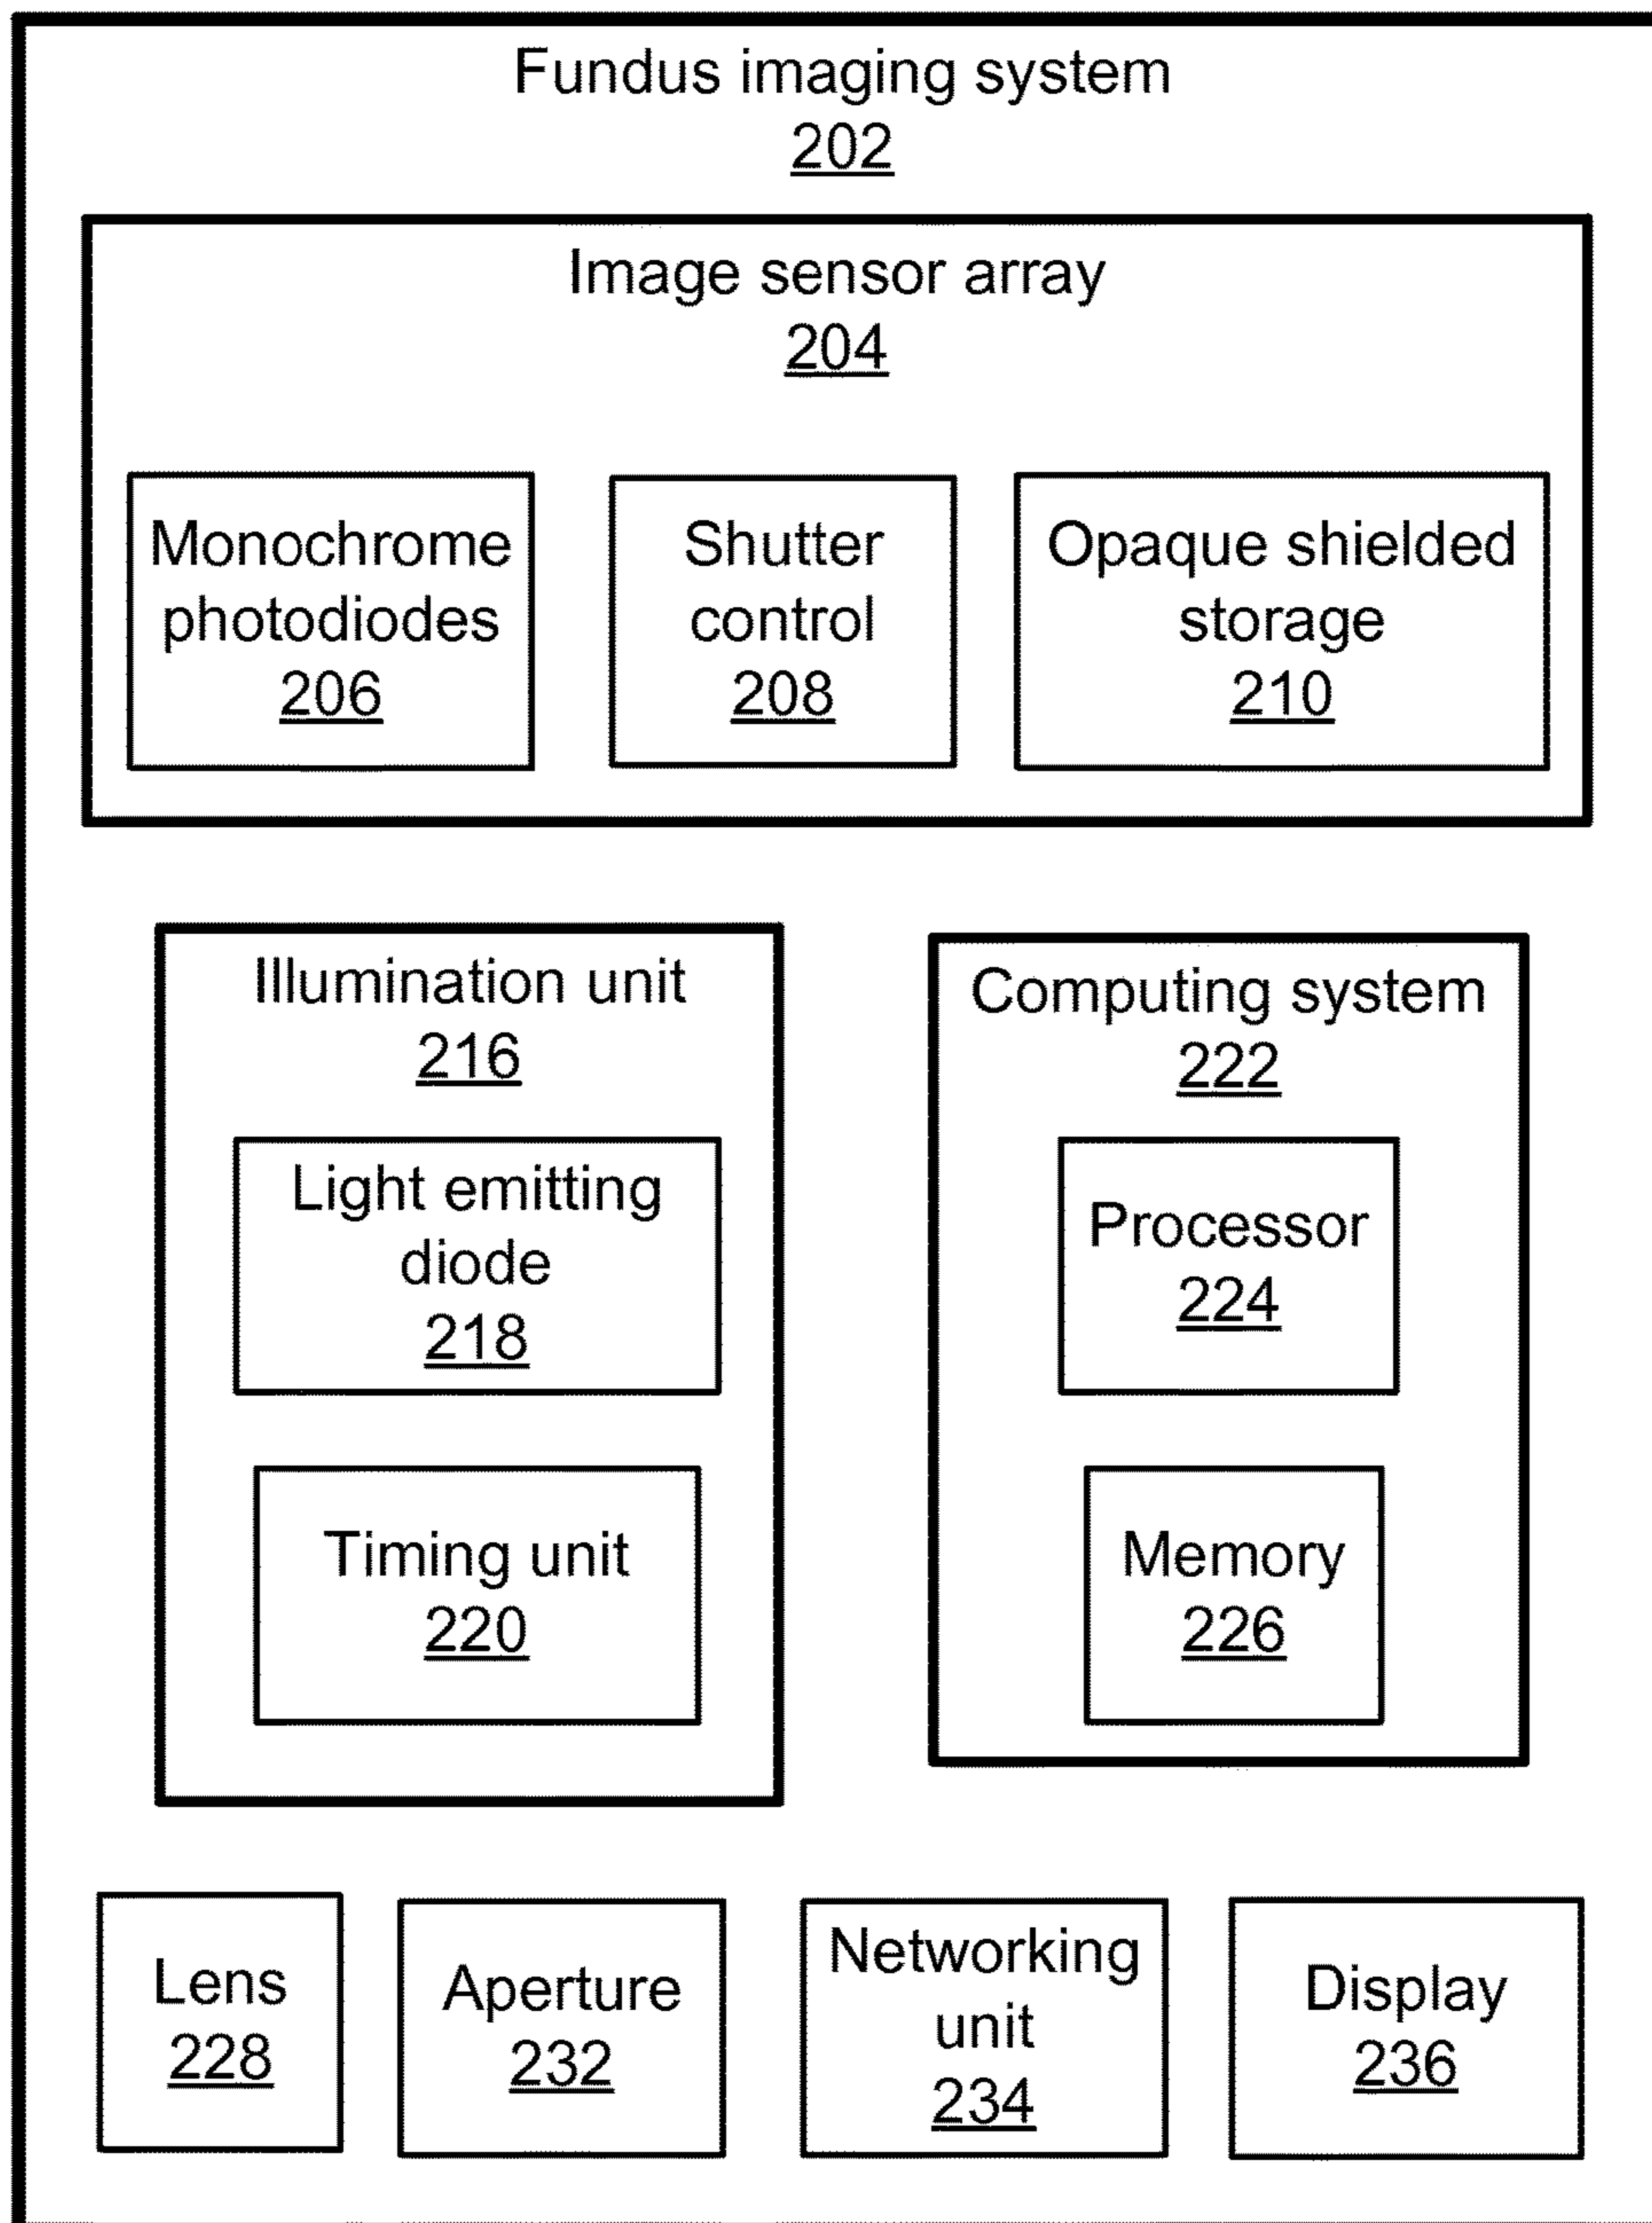 Fundus imaging system
202
Image sensor array
204
Monochrome
photodiodes
206
Shutter
control
208
Opaque shielded
storage
210
Illumination unit
216
Light emitting
diode
218
Timing unit
220
Computing system
222
Processor
224
Memory
226
Lens
228
Aperture
232
Networking
unit
234
Display
236